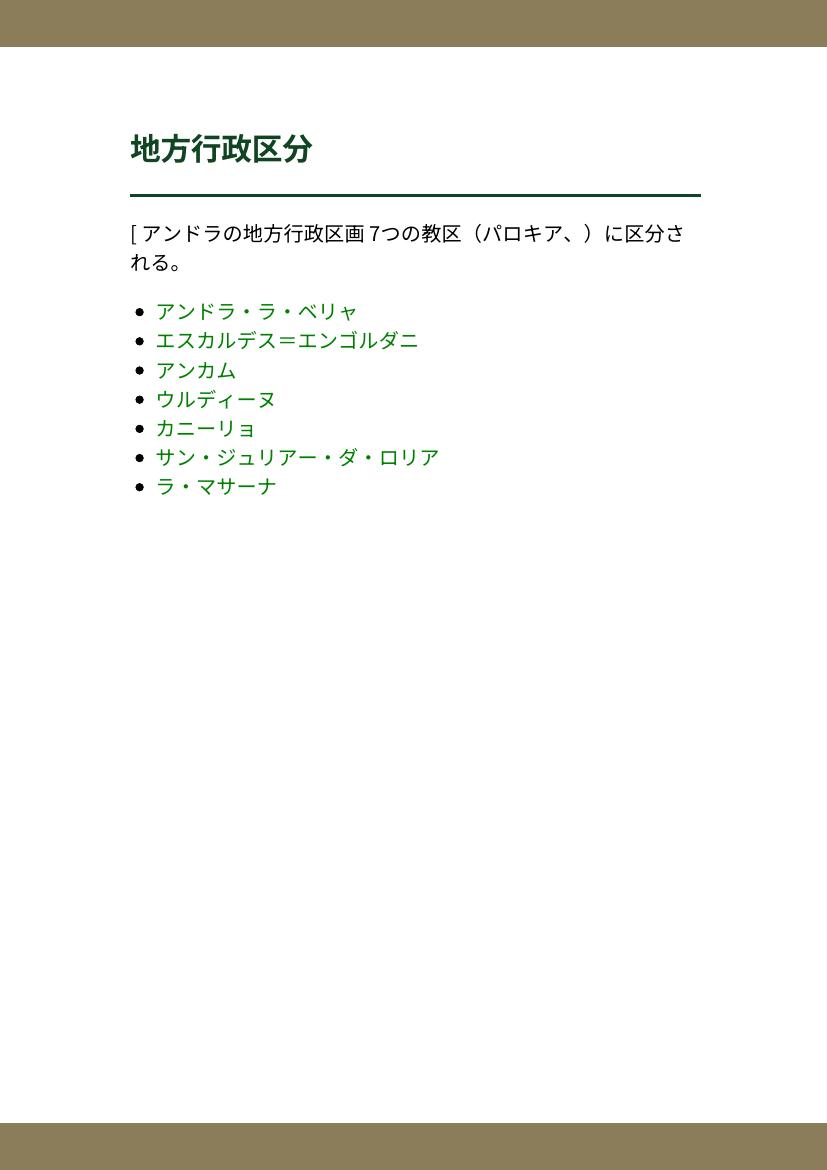 地方行政区分
[ アンドラの地方行政区画 7つの教区（パロキア、）に区分さ
れる。
• アンドラ・ラ・ベリャ
• エスカルデス＝エンゴルダニ
• アンカム
• ウルディーヌ
• カニーリョ
• サン・ジュリアー・ダ・ロリア
• ラ・マサーナ